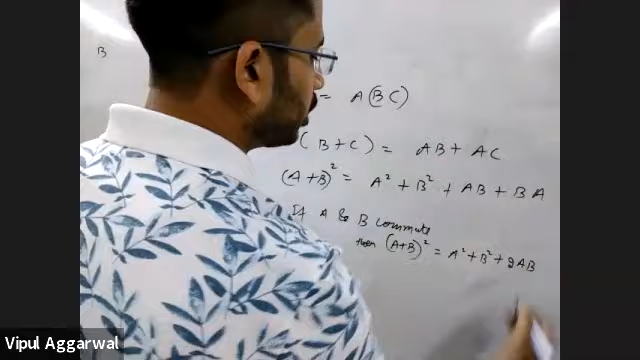 B
= A(BC)
(B+C) = AB + AC
(A+B)² = A² + B² + AB + BA
If A & B commute
then (A+B)² = A² + B² + 2AB
Vipul Aggarwal